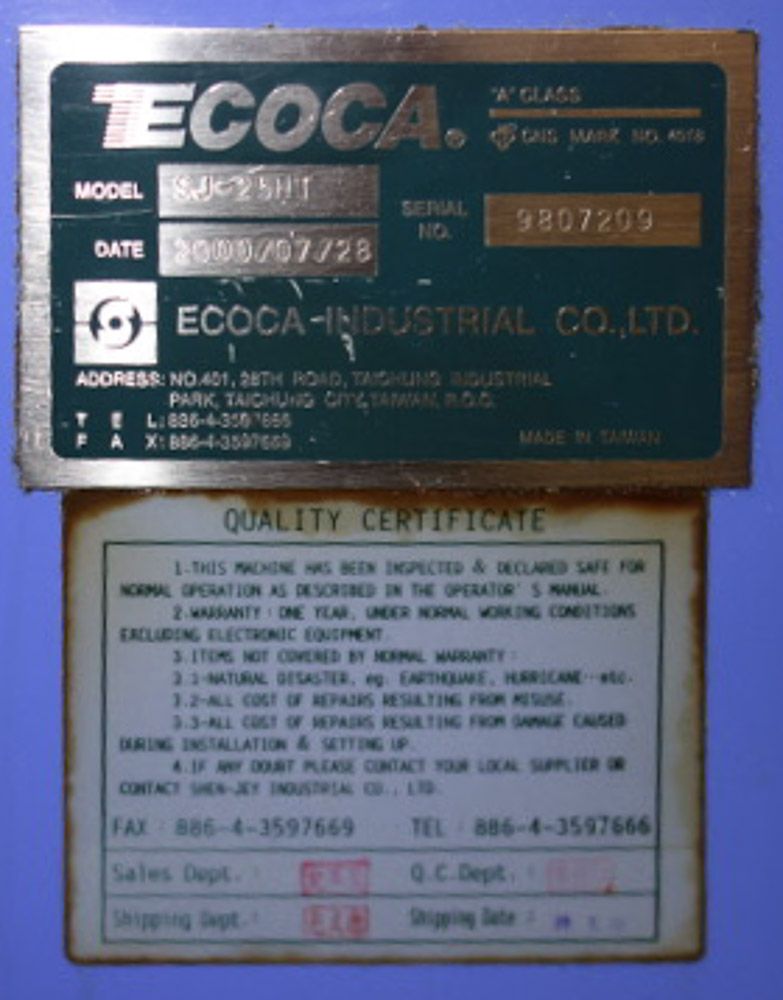 ECOCA®
"A" CLASS
CNS MARK NO. 4018
MODEL SJ-25HT
DATE 2000/07/28
SERIAL NO. 9807209
ECOCA INDUSTRIAL CO.,LTD.
ADDRESS: NO.401, 28TH ROAD, TAICHUNG INDUSTRIAL
PARK, TAICHUNG CITY, TAIWAN, R.O.C.
T E L: 886-4-3597666
F A X: 886-4-3597669
MADE IN TAIWAN
QUALITY CERTIFICATE
1-THIS MACHINE HAS BEEN INSPECTED & DECLARED SAFE FOR
NORMAL OPERATION AS DESCRIBED IN THE OPERATOR'S MANUAL.
2-WARRANTY : ONE YEAR, UNDER NORMAL WORKING CONDITIONS
EXCLUDING ELECTRONIC EQUIPMENT.
3.ITEMS NOT COVERED BY NORMAL WARRANTY :
3.1-NATURAL DISASTER, eg. EARTHQUAKE, HURRICANE--etc.
3.2-ALL COST OF REPAIRS RESULTING FROM MISUSE.
3.3-ALL COST OF REPAIRS RESULTING FROM DAMAGE CAUSED
DURING INSTALLATION & SETTING UP.
4.IF ANY DOUBT PLEASE CONTACT YOUR LOCAL SUPPLIER OR
CONTACT SHEN-JEY INDUSTRIAL CO., LTD.
FAX : 886-4-3597669 TEL : 886-4-3597666
Sales Dept. : Q.C.Dept. :
Shipping Dept. : Shipping Date :